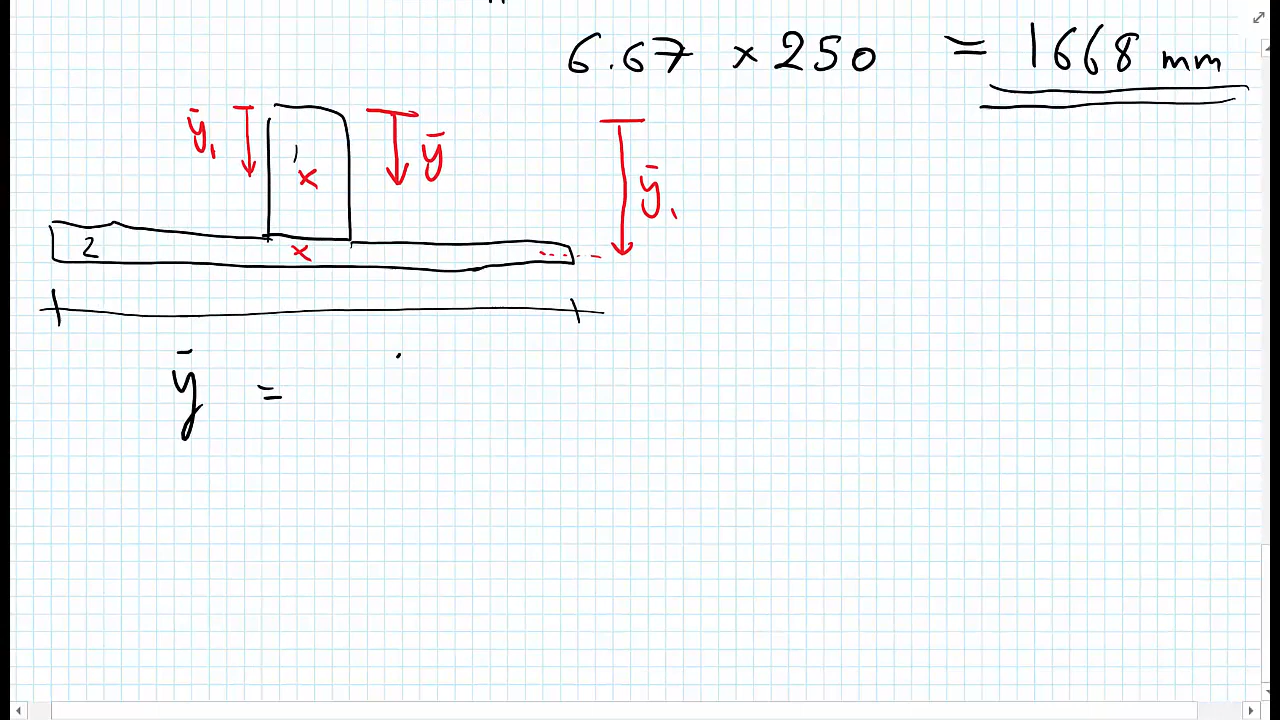 6.67 × 250 = 1668 mm
ȳ₁ ȳ ȳ₁
1
x
2 x
ȳ =